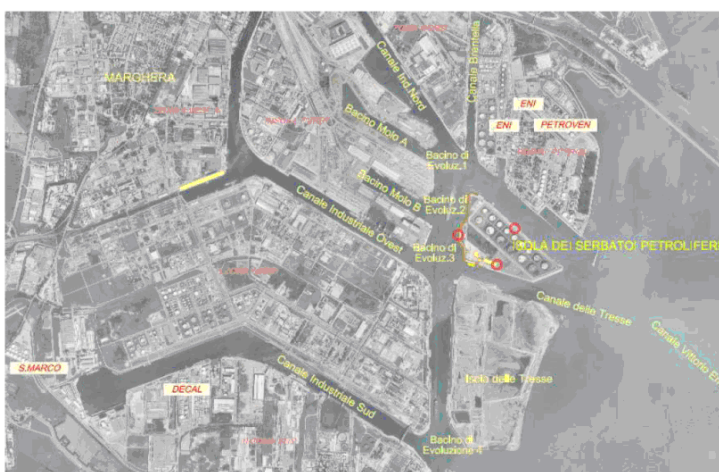 MARGHERA
Canale Ind.Nord
Canale Brentella
ENI
ENI
PETROVEN
Bacino Molo A
Bacino di
Evoluz.1
Bacino Molo B
Bacino di
Evoluz.2
Canale Industriale Ovest
Bacino di
Evoluz.3
ISOLA DEI SERBATOI PETROLIFERI
Canale delle Tresse
Canale Vittorio E
S.MARCO
DECAL
Canale Industriale Sud
Isola delle Tresse
Bacino di
Evoluzione 4